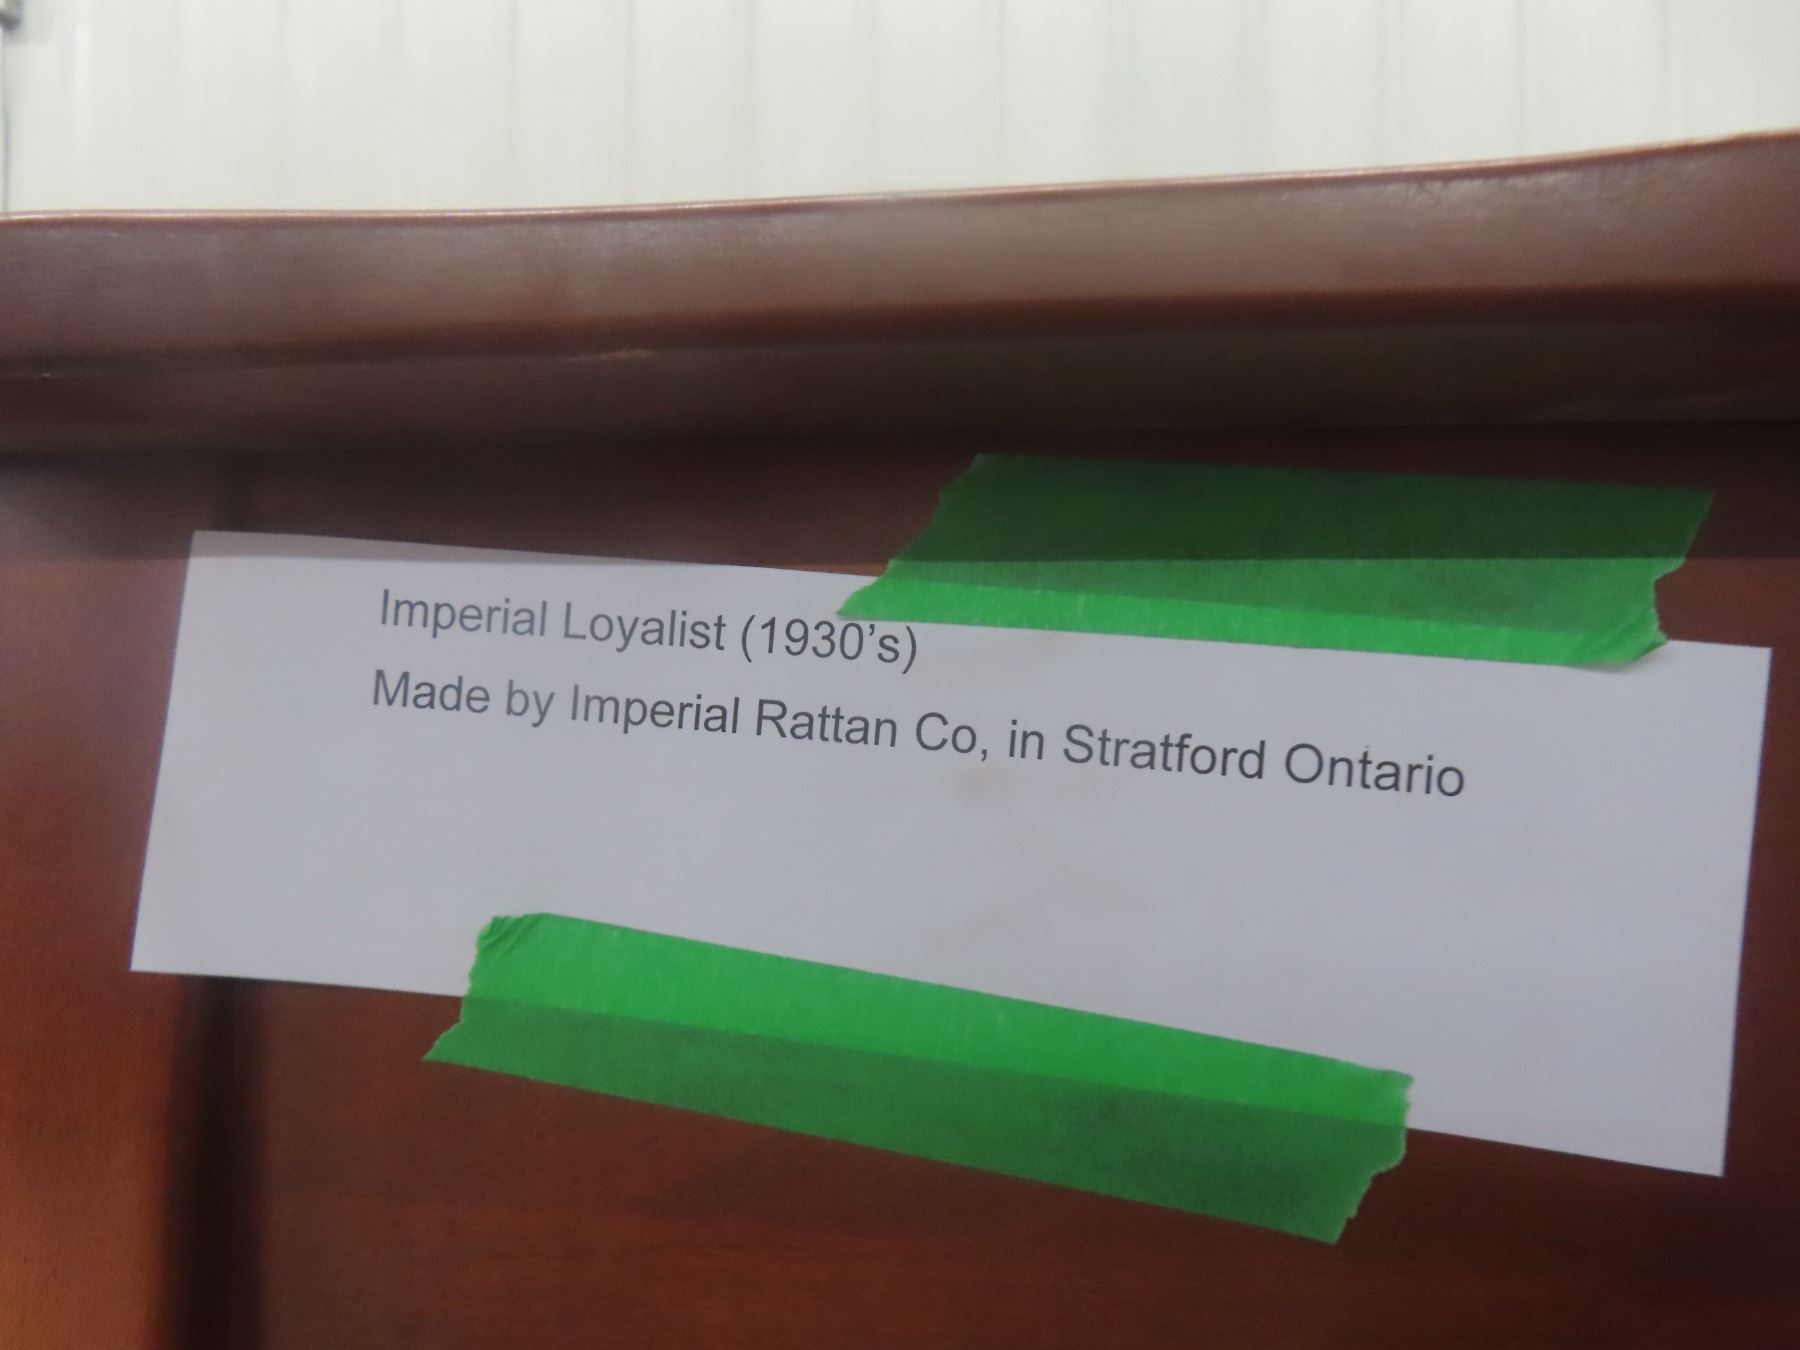 Imperial Loyalist (1930’s)
Made by Imperial Rattan Co, in Stratford Ontario